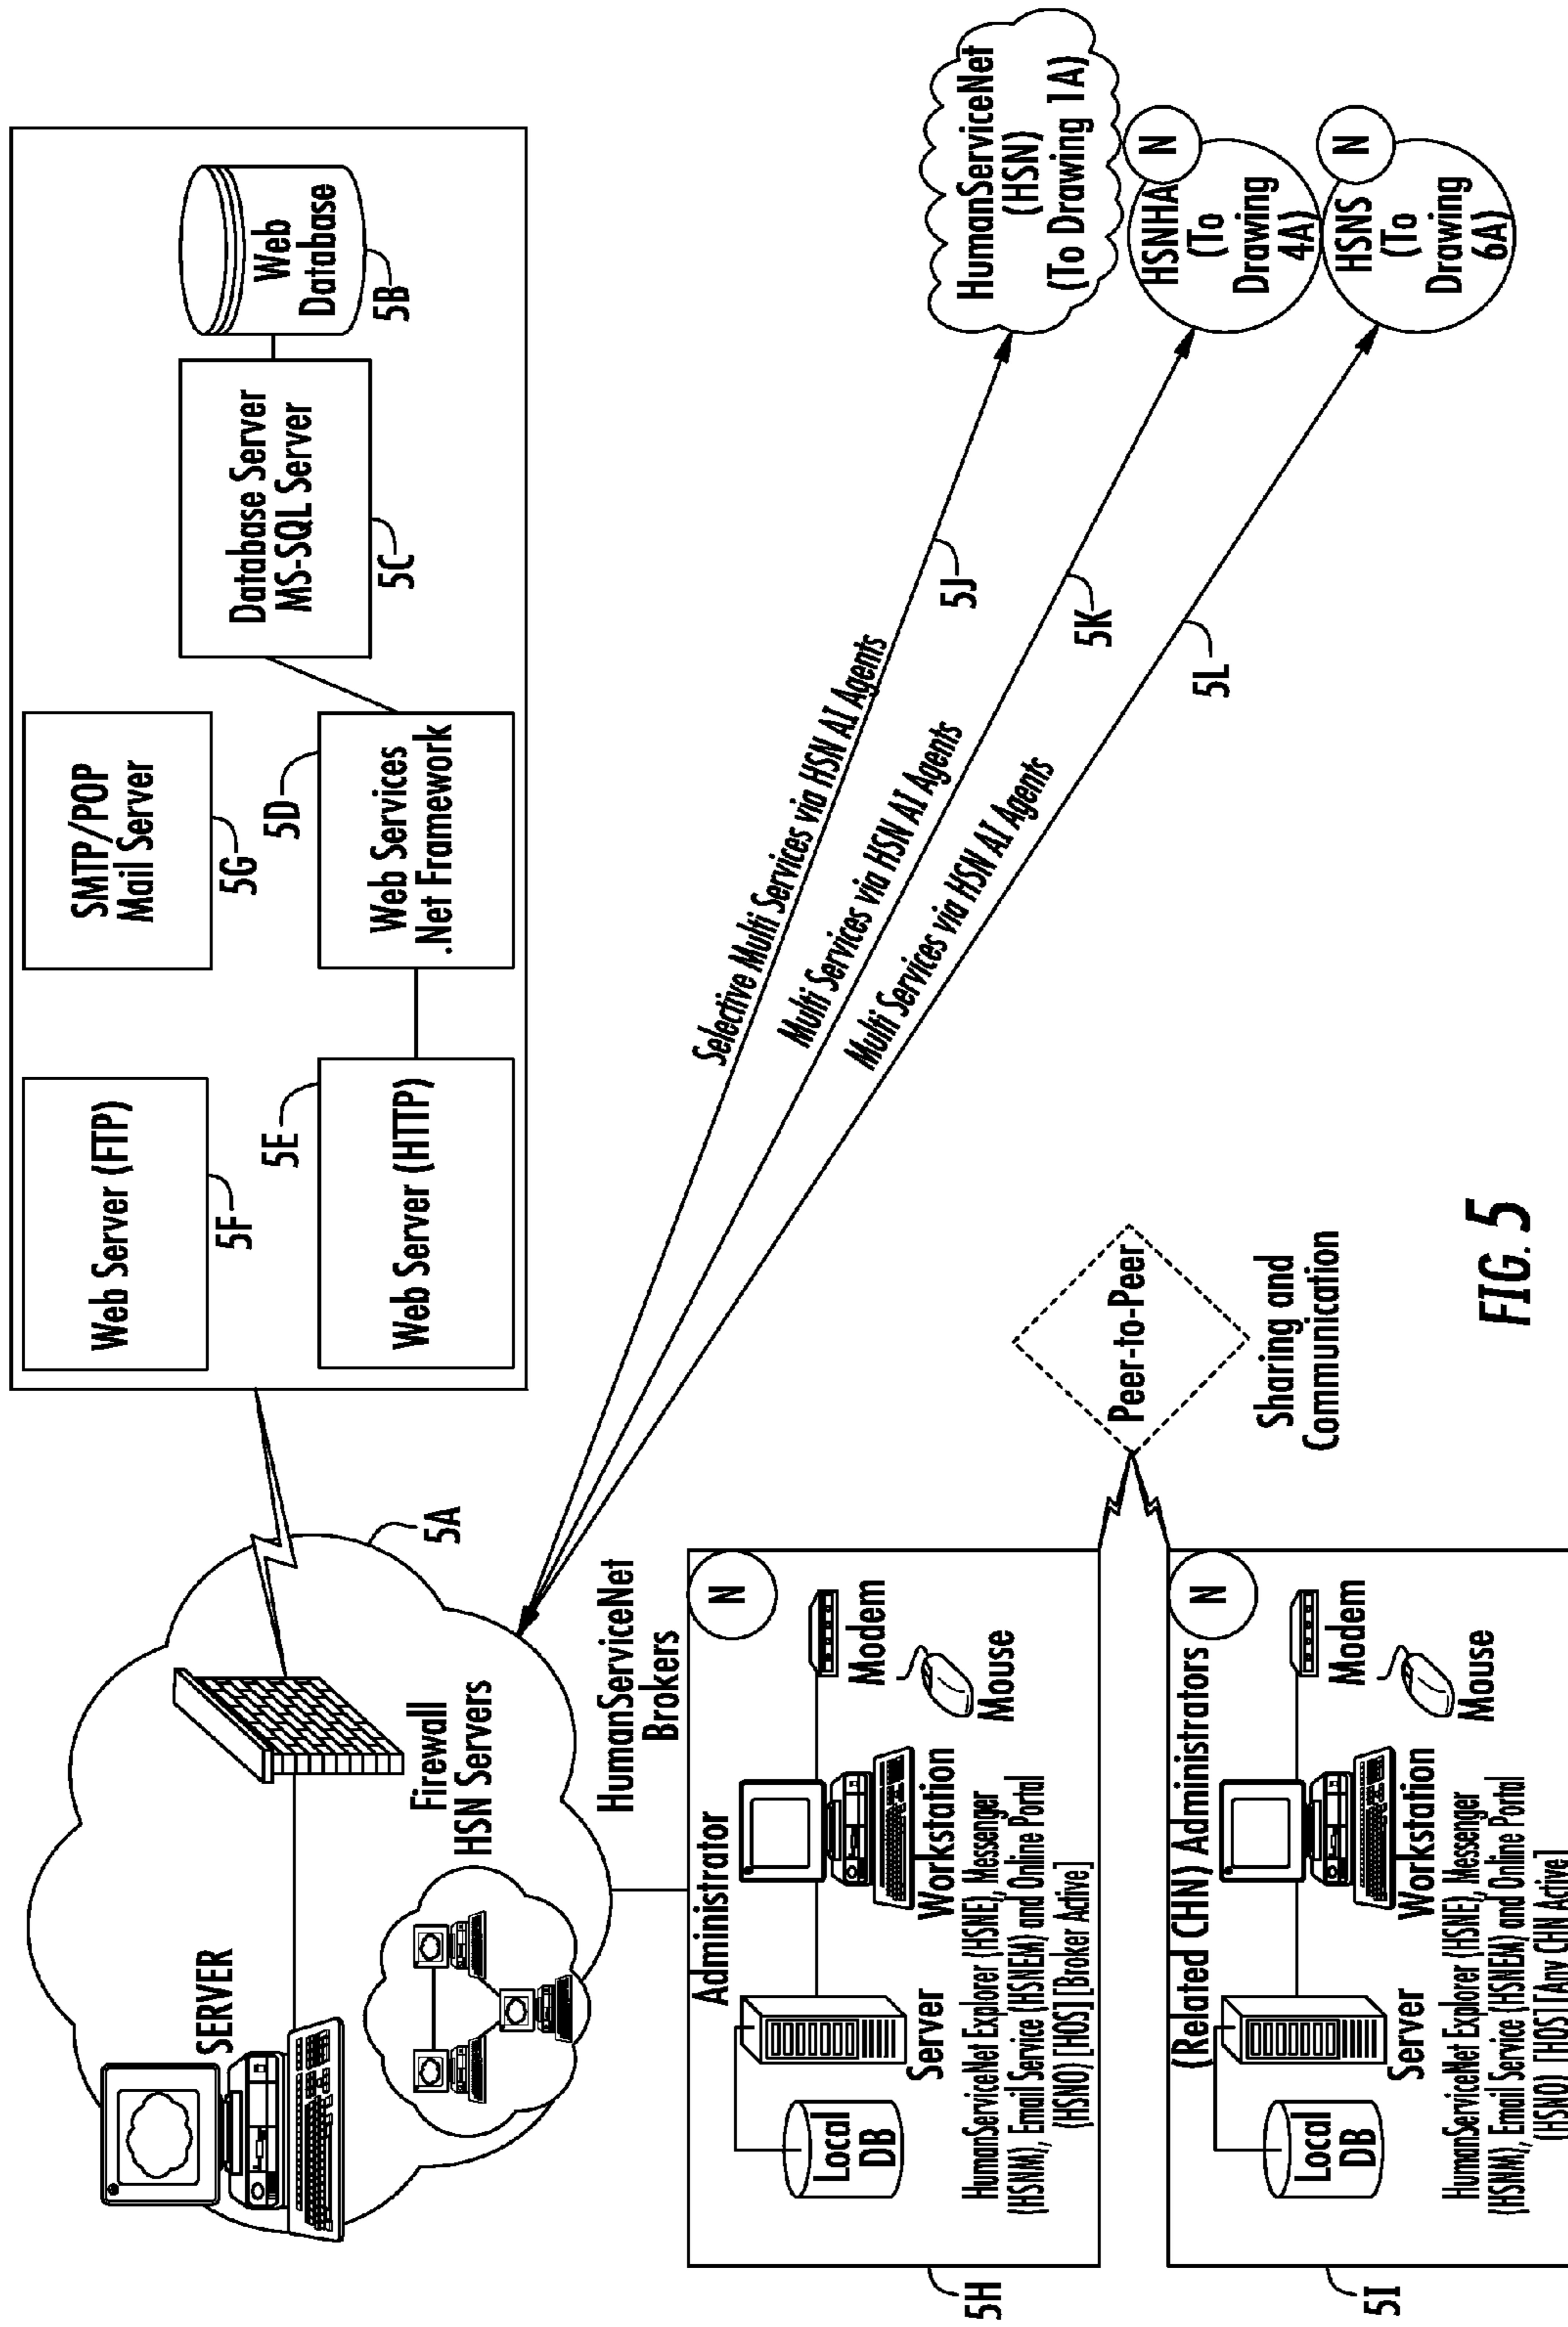 SERVER
Firewall
HSN Servers
5A
Web Server (FTP)
5F
SMTP/POP
Mail Server
5G
5E
Web Server (HTTP)
5D
Web Services
.Net Framework
Database Server
MS-SQL Server
5C
Web
Database
5B
HumanServiceNet
Brokers
Selective Multi Services via HSN AI Agents
5J
Multi Services via HSN AI Agents
5K
Multi Services via HSN AI Agents
5L
HumanServiceNet
(HSN)
(To Drawing 1A)
HSNHA
(To
Drawing
4A)
N
HSNS
(To
Drawing
6A)
N
Administrator
N
Local
DB
Server
Workstation
Modem
Mouse
HumanServiceNet Explorer (HSNE), Messenger
(HSNM), Email Service (HSNEM) and Online Portal
(HSNO) [HOS] [Broker Active]
5H
Peer-to-Peer
Sharing and
Communication
(Related CHN) Administrators
N
Local
DB
Server
Workstation
Modem
Mouse
HumanServiceNet Explorer (HSNE), Messenger
(HSNM), Email Service (HSNEM) and Online Portal
(HSNO) [HOS] [Any CHN Active]
5I
FIG. 5